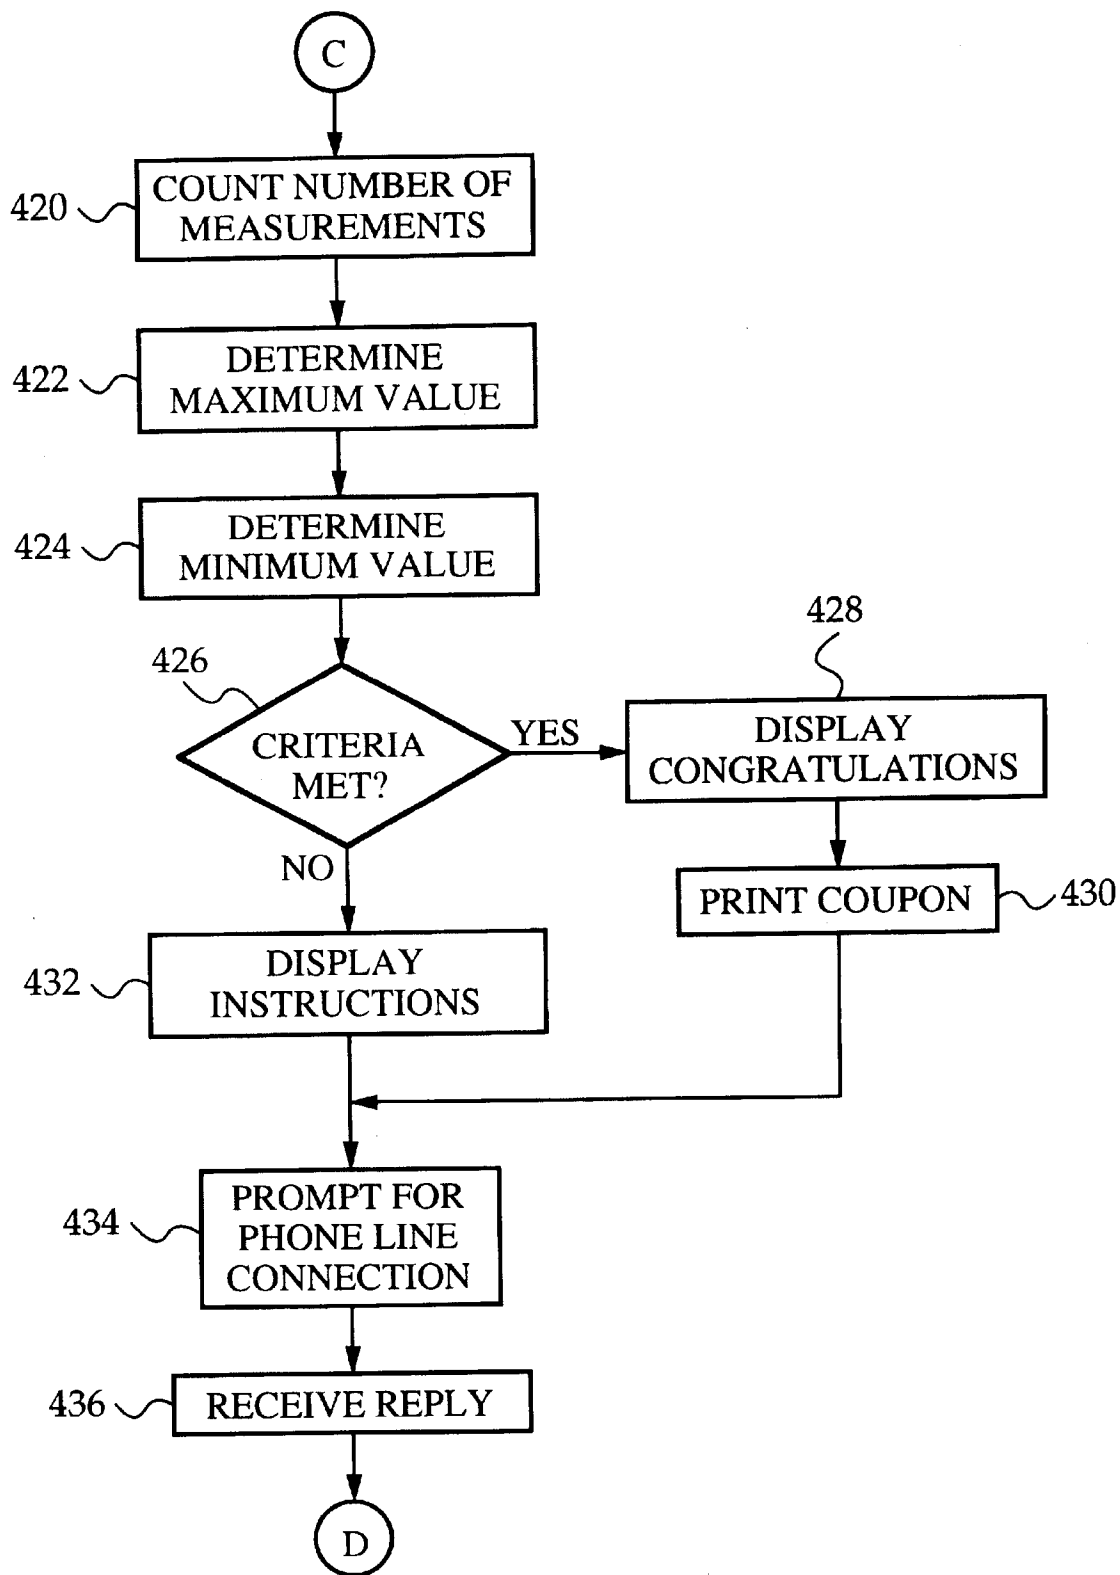 C
420
COUNT NUMBER OF
MEASUREMENTS
422
DETERMINE
MAXIMUM VALUE
424
DETERMINE
MINIMUM VALUE
426
CRITERIA
MET?
YES
428
DISPLAY
CONGRATULATIONS
NO
PRINT COUPON
430
432
DISPLAY
INSTRUCTIONS
434
PROMPT FOR
PHONE LINE
CONNECTION
436
RECEIVE REPLY
D